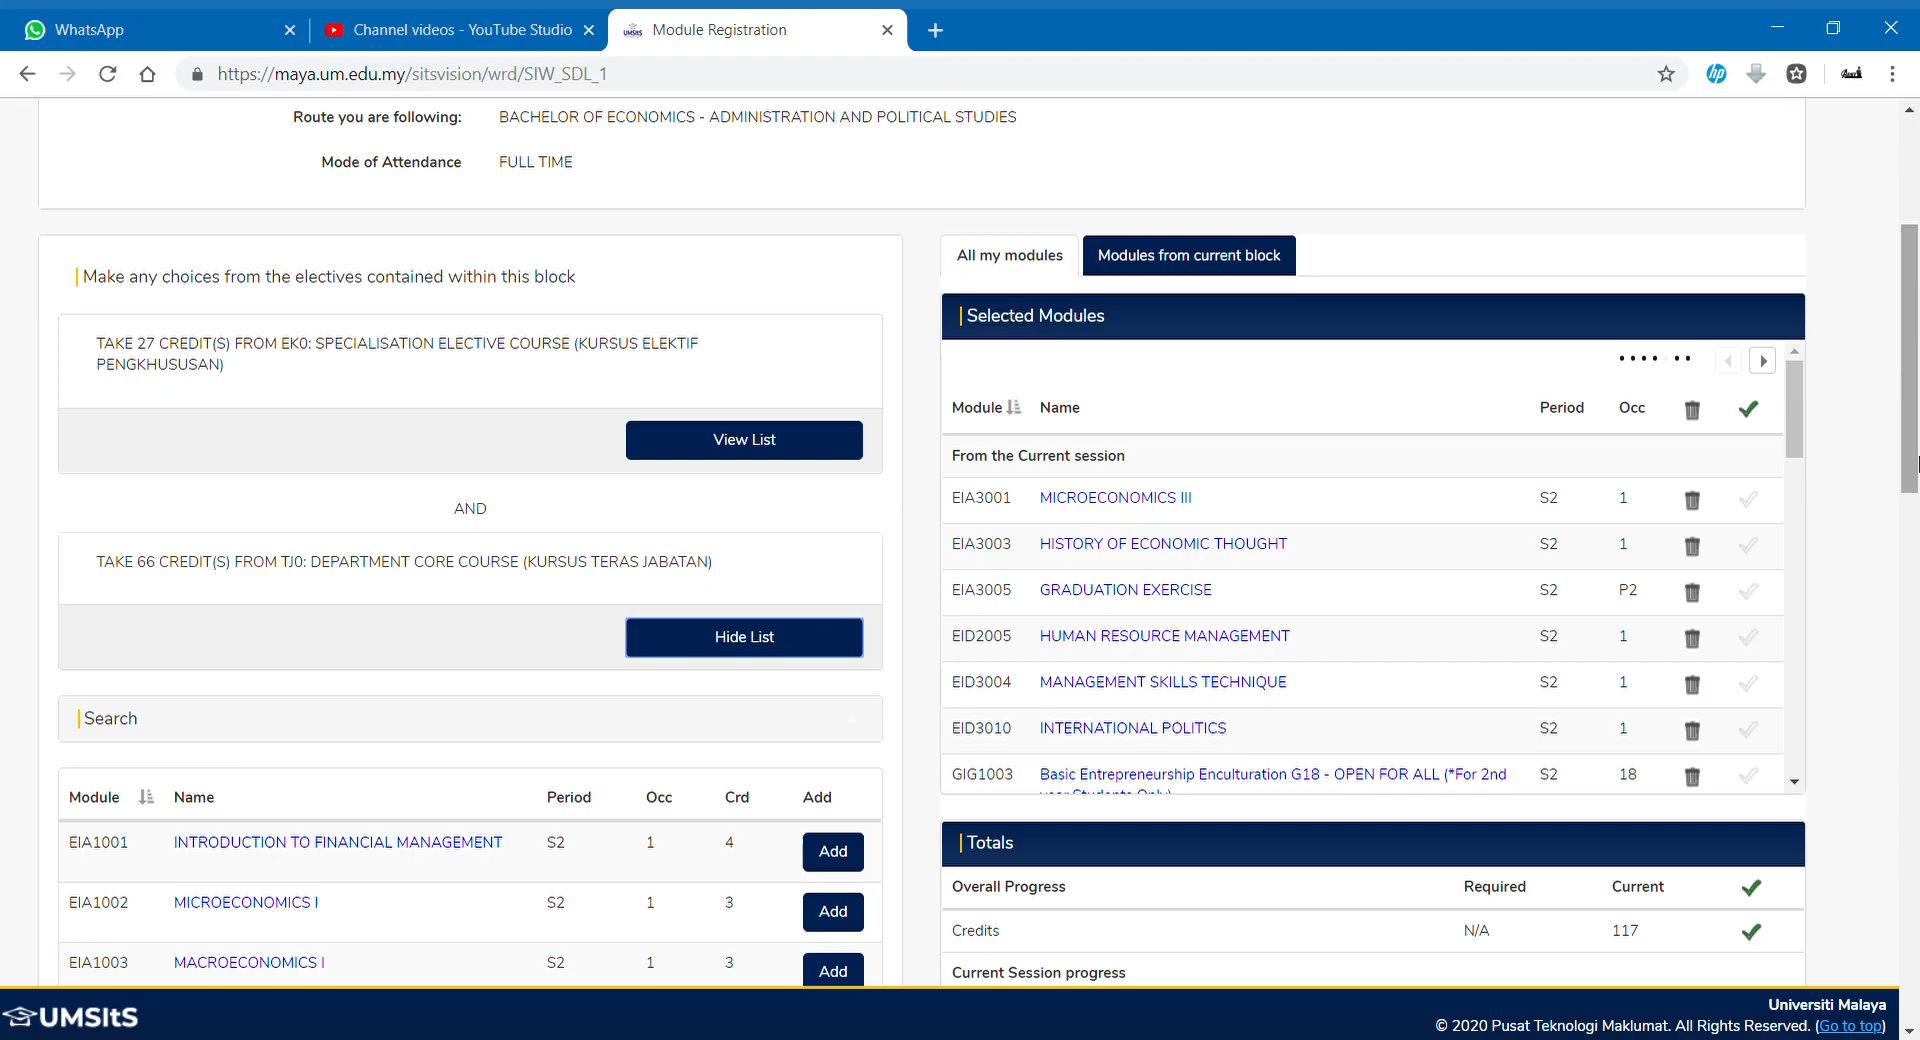 WhatsApp
Channel videos - YouTube Studio
Module Registration
https://maya.um.edu.my/sitsvision/wrd/SIW_SDL_1
Route you are following: BACHELOR OF ECONOMICS - ADMINISTRATION AND POLITICAL STUDIES
Mode of Attendance FULL TIME
Make any choices from the electives contained within this block
TAKE 27 CREDIT(S) FROM EK0: SPECIALISATION ELECTIVE COURSE (KURSUS ELEKTIF
PENGKHUSUSAN)
View List
AND
TAKE 66 CREDIT(S) FROM TJ0: DEPARTMENT CORE COURSE (KURSUS TERAS JABATAN)
Hide List
Search
Module Name Period Occ Crd Add
EIA1001 INTRODUCTION TO FINANCIAL MANAGEMENT S2 1 4 Add
EIA1002 MICROECONOMICS I S2 1 3 Add
EIA1003 MACROECONOMICS I S2 1 3 Add
All my modules
Modules from current block
Selected Modules
Module Name Period Occ
From the Current session
EIA3001 MICROECONOMICS III S2 1
EIA3003 HISTORY OF ECONOMIC THOUGHT S2 1
EIA3005 GRADUATION EXERCISE S2 P2
EID2005 HUMAN RESOURCE MANAGEMENT S2 1
EID3004 MANAGEMENT SKILLS TECHNIQUE S2 1
EID3010 INTERNATIONAL POLITICS S2 1
GIG1003 Basic Entrepreneurship Enculturation G18 - OPEN FOR ALL (*For 2nd S2 18
year Students Only)
Totals
Overall Progress Required Current
Credits N/A 117
Current Session progress
UMSItS
Universiti Malaya
© 2020 Pusat Teknologi Maklumat. All Rights Reserved. (Go to top)
hp